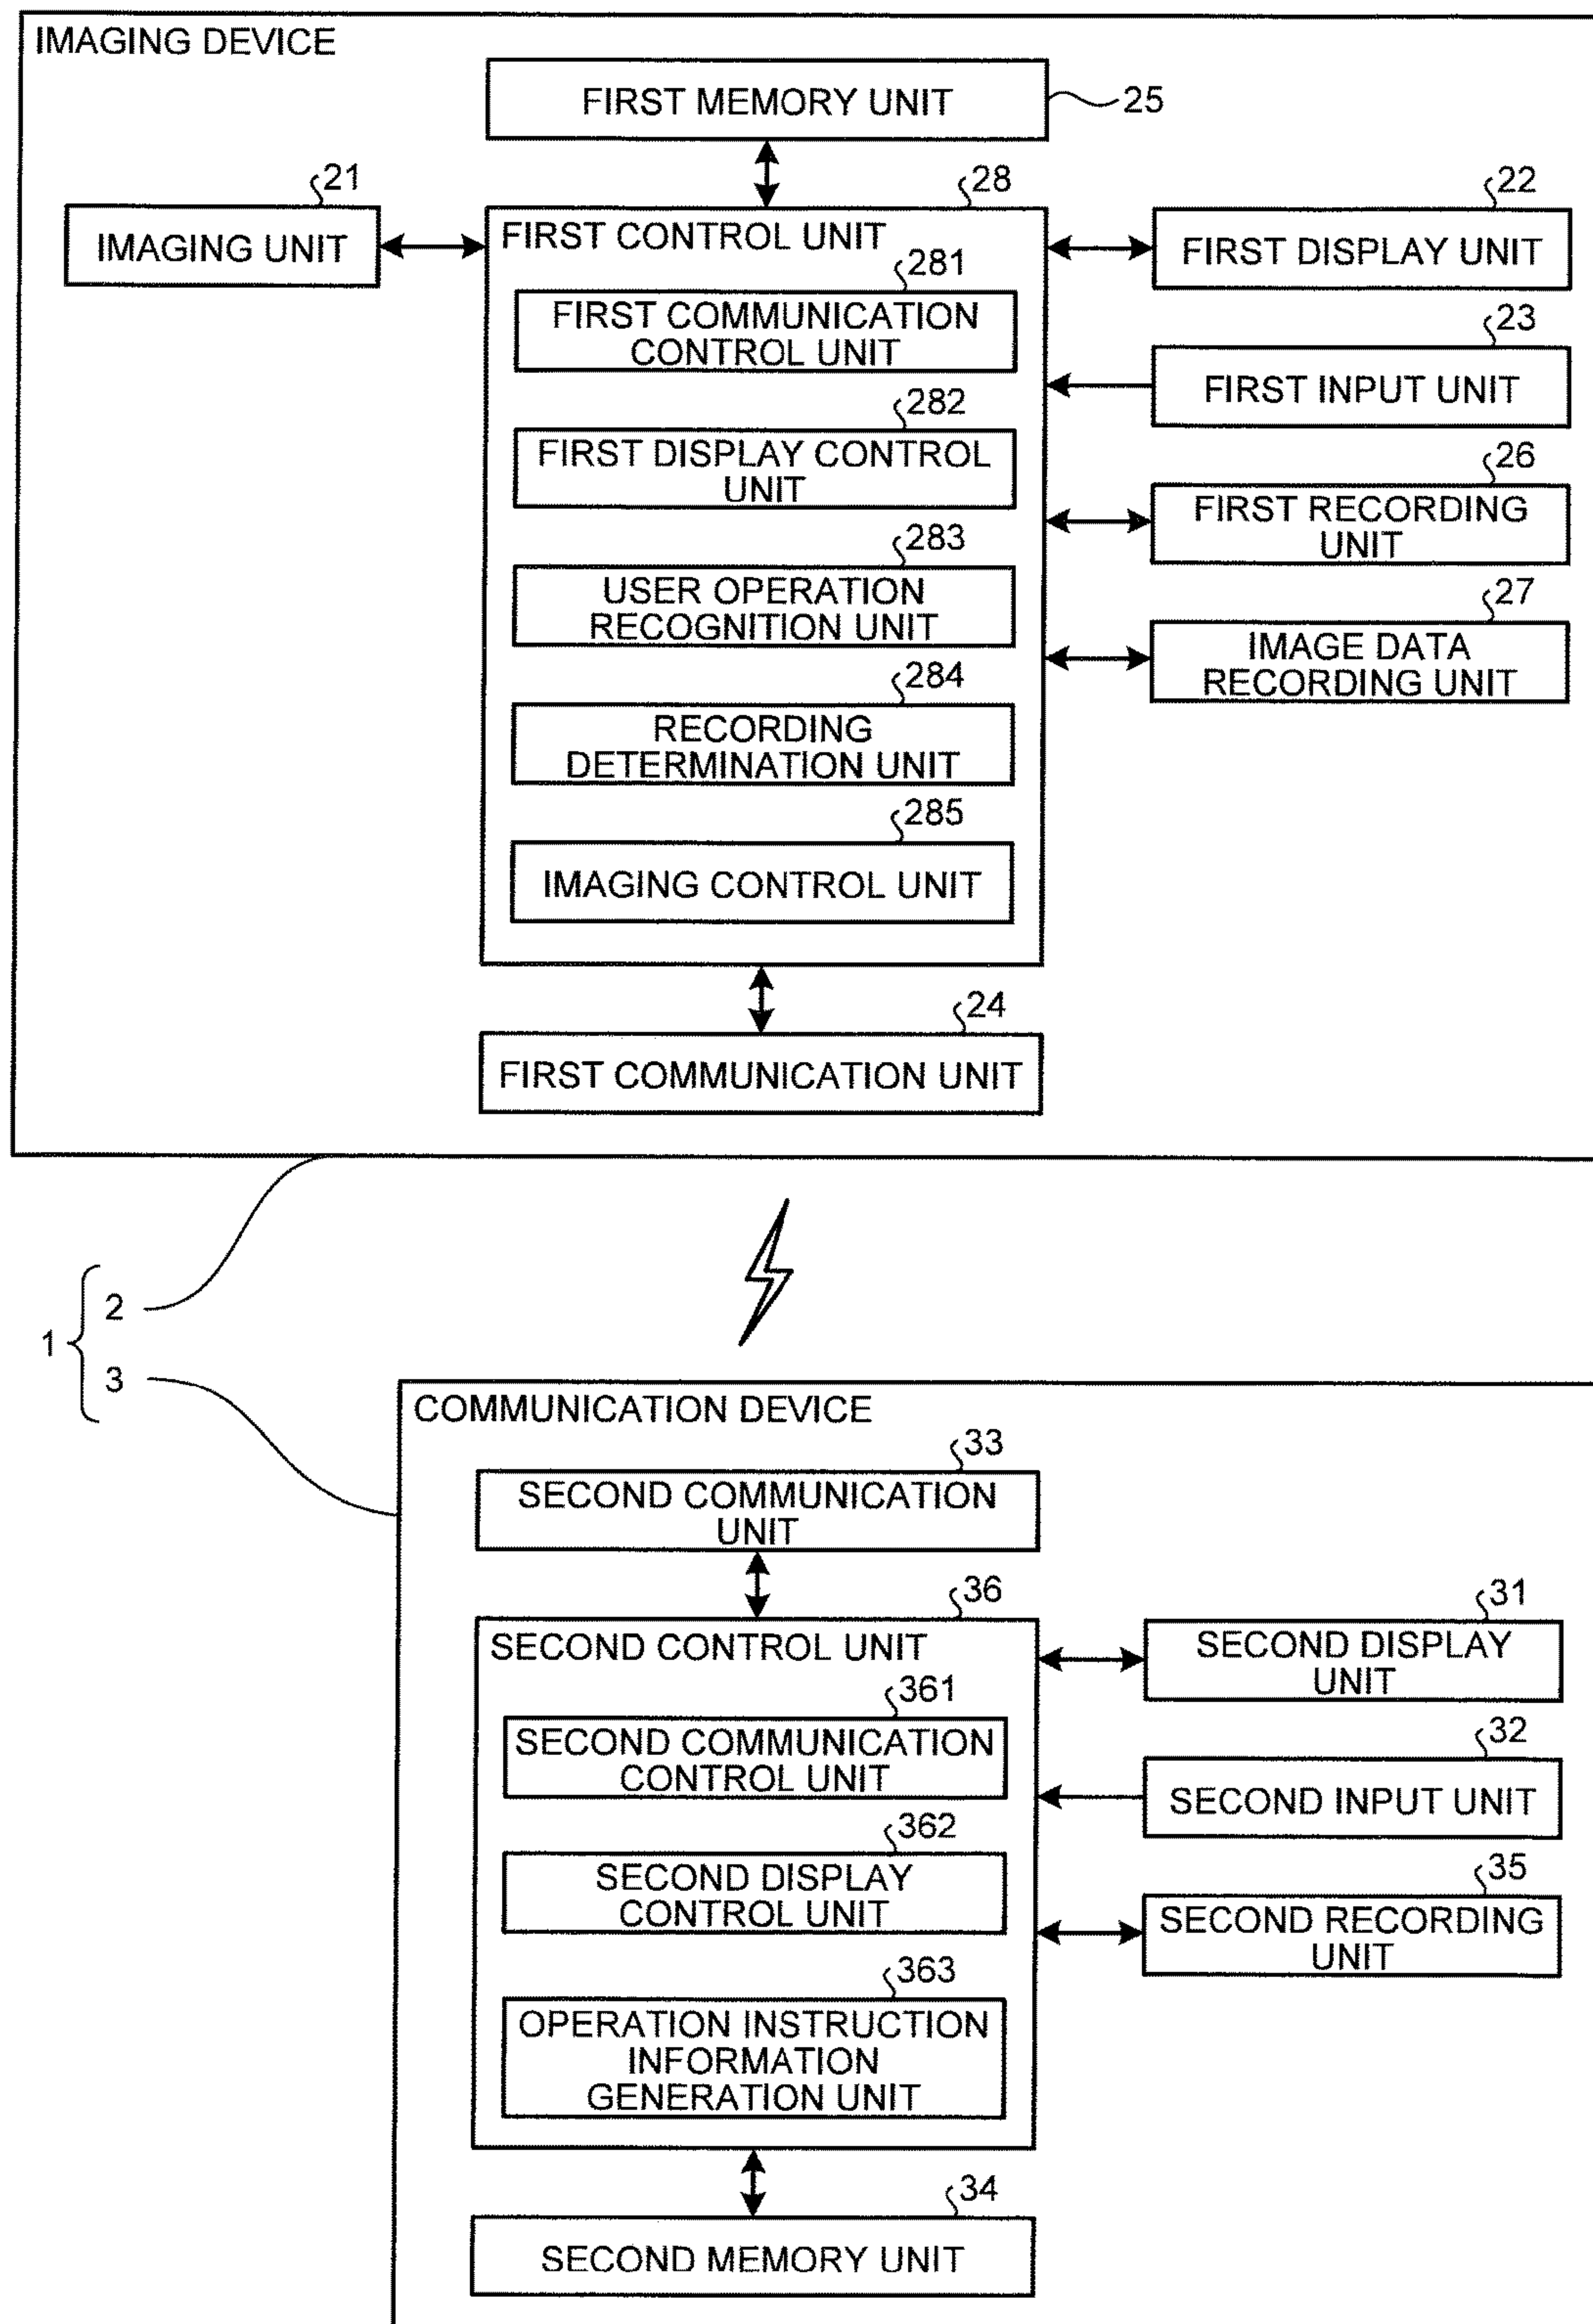 IMAGING DEVICE
FIRST MEMORY UNIT
25
21
IMAGING UNIT
28
FIRST CONTROL UNIT
22
FIRST DISPLAY UNIT
281
FIRST COMMUNICATION
CONTROL UNIT
23
FIRST INPUT UNIT
282
FIRST DISPLAY CONTROL
UNIT
26
FIRST RECORDING
UNIT
283
USER OPERATION
RECOGNITION UNIT
27
IMAGE DATA
RECORDING UNIT
284
RECORDING
DETERMINATION UNIT
285
IMAGING CONTROL UNIT
24
FIRST COMMUNICATION UNIT
1
2
3
COMMUNICATION DEVICE
33
SECOND COMMUNICATION
UNIT
36
SECOND CONTROL UNIT
31
SECOND DISPLAY
UNIT
361
SECOND COMMUNICATION
CONTROL UNIT
32
SECOND INPUT UNIT
362
SECOND DISPLAY
CONTROL UNIT
35
SECOND RECORDING
UNIT
363
OPERATION INSTRUCTION
INFORMATION
GENERATION UNIT
34
SECOND MEMORY UNIT